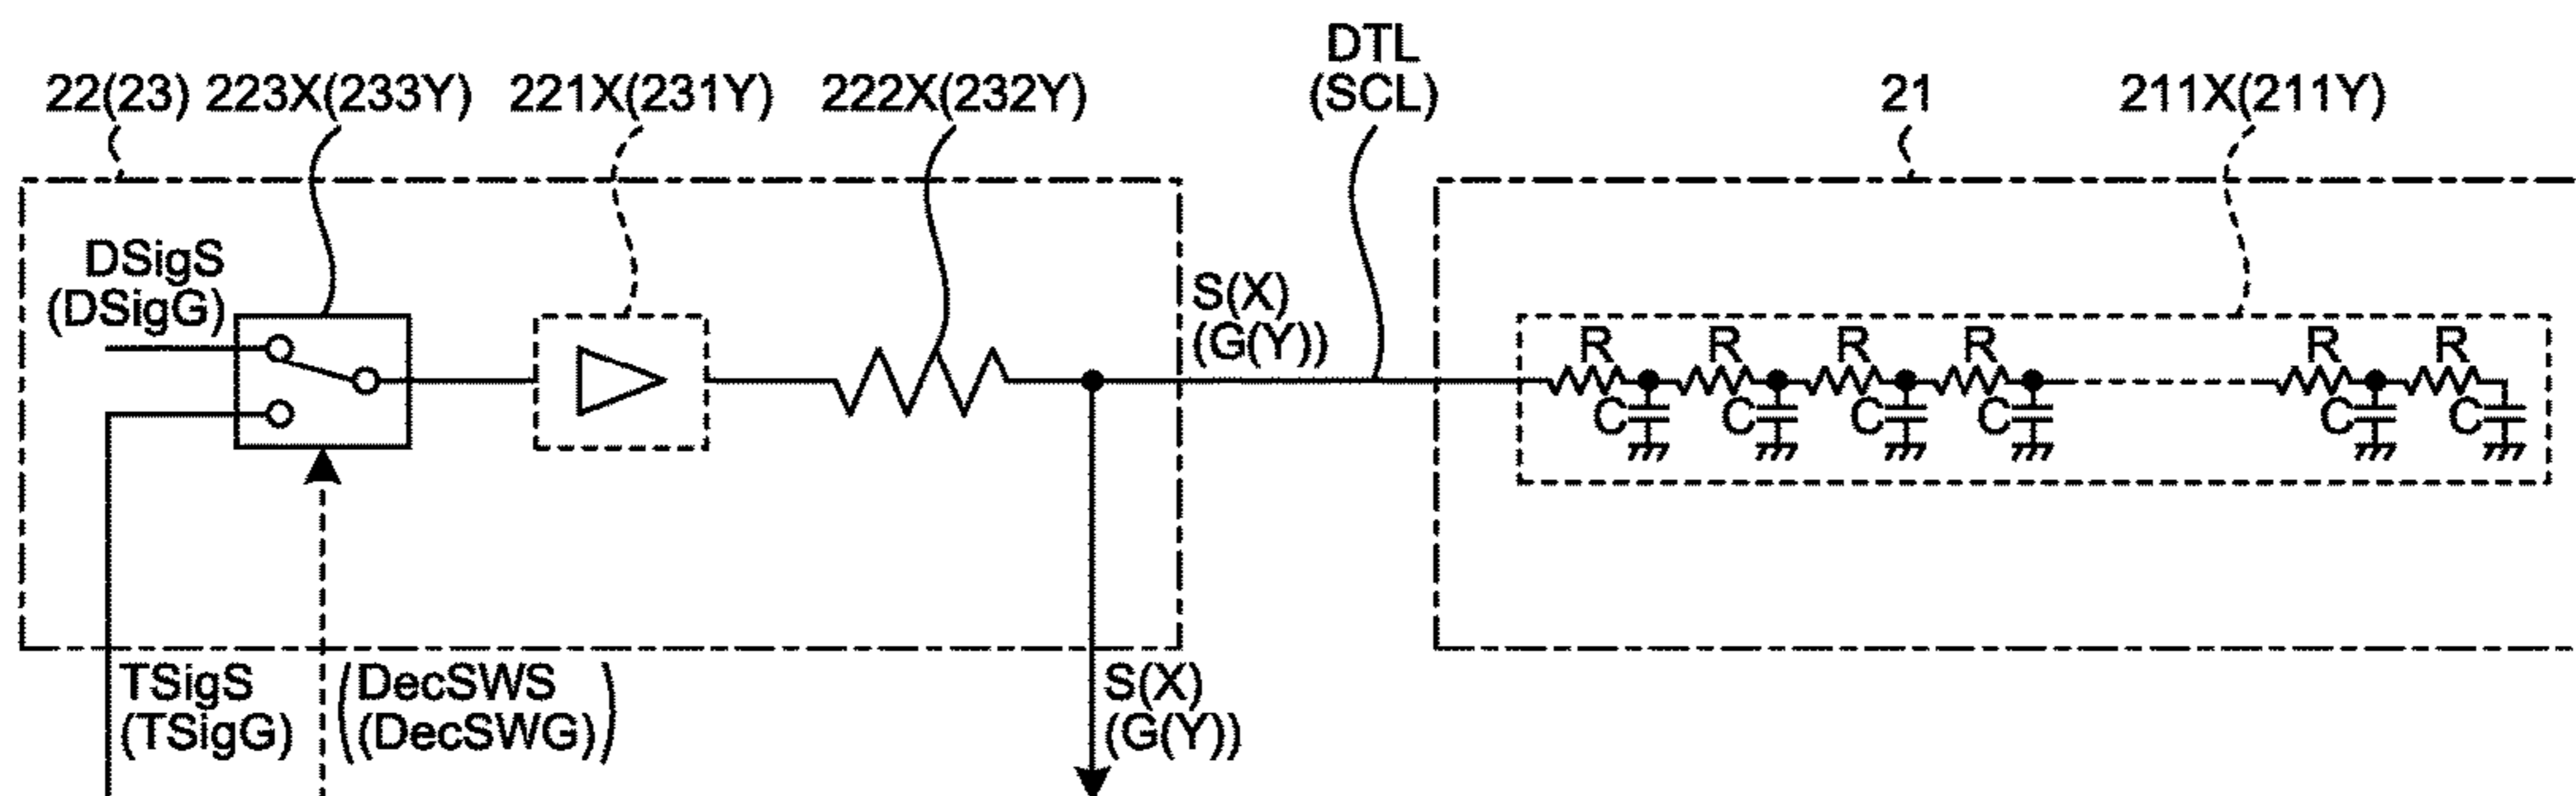 DTL
(SCL)
22(23) 223X(233Y) 221X(231Y) 222X(232Y) 21 211X(211Y)
DSigS
(DSigG)
S(X)
(G(Y))
R R R R R R
C C C C C C
TSigS
(TSigG)
(DecSWS
(DecSWG))
S(X)
(G(Y))